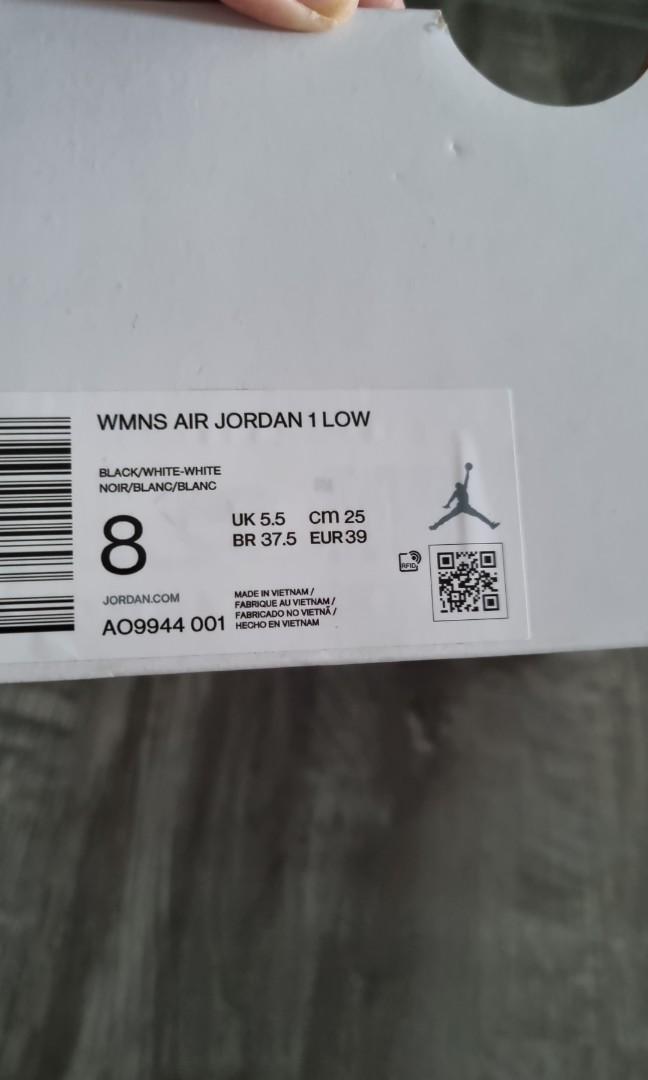 WMNS AIR JORDAN 1 LOW
BLACK/WHITE-WHITE
NOIR/BLANC/BLANC
8
UK 5.5 cm 25
BR 37.5 EUR 39
RFID
JORDAN.COM
AO9944 001
MADE IN VIETNAM /
FABRIQUE AU VIETNAM /
FABRICADO NO VIETNÃ /
HECHO EN VIETNAM